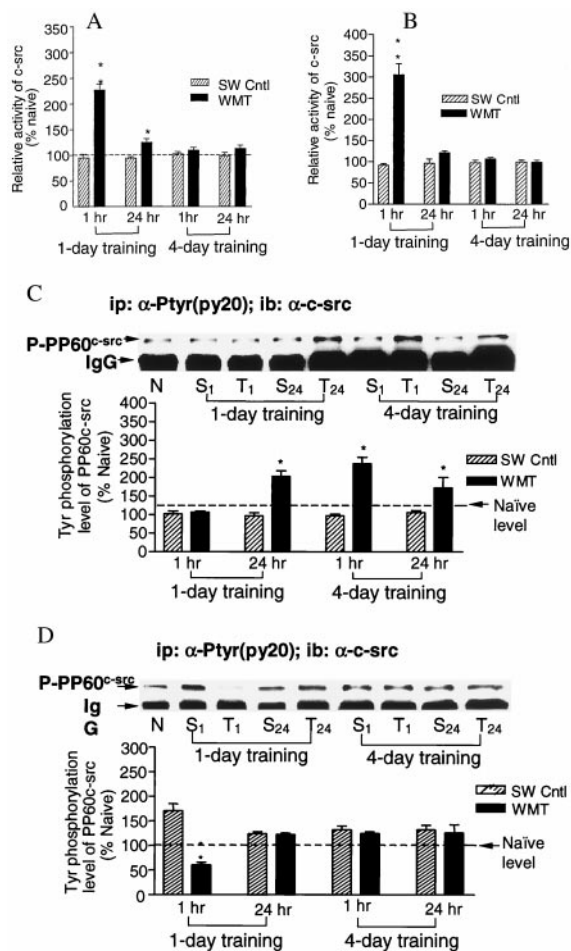 A
Relative activity of c-src
(% naive)
350
300
250
200
150
100
50
0
*
*
*
SW Cntl
WMT
1 hr 24 hr 1hr 24 hr
1-day training 4-day training
B
Relative activity of c-src
(% naive)
400
350
300
250
200
150
100
50
0
*
*
SW Cntl
WMT
1 hr 24 hr 1 hr 24 hr
1-day training 4-day training
C
ip: α-Ptyr(py20); ib: α-c-src
P-PP60c-src
IgG
N S1 T1 S24 T24 S1 T1 S24 T24
1-day training 4-day training
Tyr phosphorylation
level of PP60c-src
(% Naive)
400
350
300
250
200
150
100
50
0
*
*
*
SW Cntl
WMT
Naïve
level
1 hr 24 hr 1 hr 24 hr
1-day training 4-day training
D
ip: α-Ptyr(py20); ib: α-c-src
P-PP60c-src
Ig
G
N S1 T1 S24 T24 S1 T1 S24 T24
1-day training 4-day training
Tyr phosphorylation
level of PP60c-src
(% Naive)
300
250
200
150
100
50
0
*
*
SW Cntl
WMT
Naïve
level
1 hr 24 hr 1 hr 24 hr
1-day training 4-day training